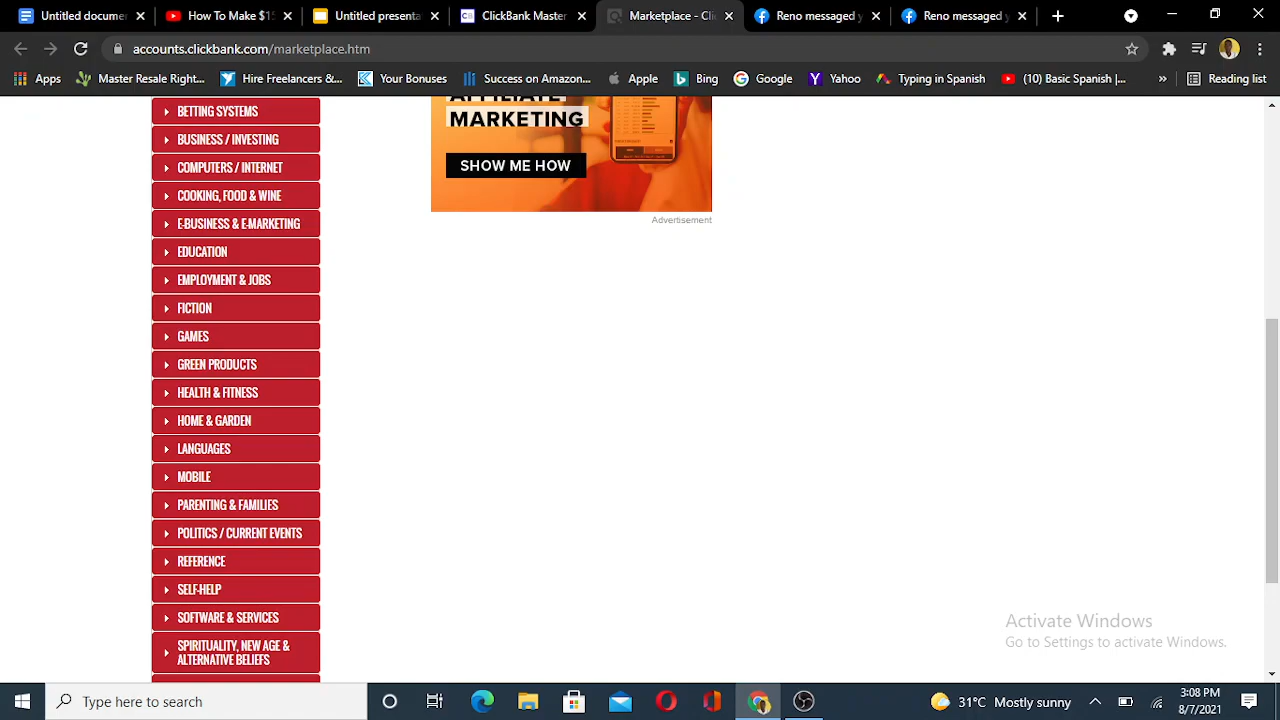 Untitled docume
How Make $1
Untitled presenta
ClickBank Master
Marketplace - Cl
Reno messaged y
Reno messaged y
accounts.clickbank.com/marketplace.htm
Apps
Master Resale Right...
Hire Freelancers &...
Your Bonuses
Success on Amazon...
Apple
Bing
Google
Yahoo
Typing in Spanish
(10) Basic Spanish...
»
Reading list
BETTING SYSTEMS
BUSINESS / INVESTING
COMPUTERS / INTERNET
COOKING, FOOD & WINE
E-BUSINESS & E-MARKETING
EDUCATION
EMPLOYMENT & JOBS
FICTION
GAMES
GREEN PRODUCTS
HEALTH & FITNESS
HOME & GARDEN
LANGUAGES
MOBILE
PARENTING & FAMILIES
POLITICS / CURRENT EVENTS
REFERENCE
SELF-HELP
SOFTWARE & SERVICES
SPIRITUALITY, NEW AGE &
ALTERNATIVE BELIEFS
AFFILIATE
MARKETING
SHOW ME HOW
Advertisement
Activate Windows
Go to Settings to activate Windows.
Type here to search
31°C Mostly sunny
3:08 PM
8/7/2021